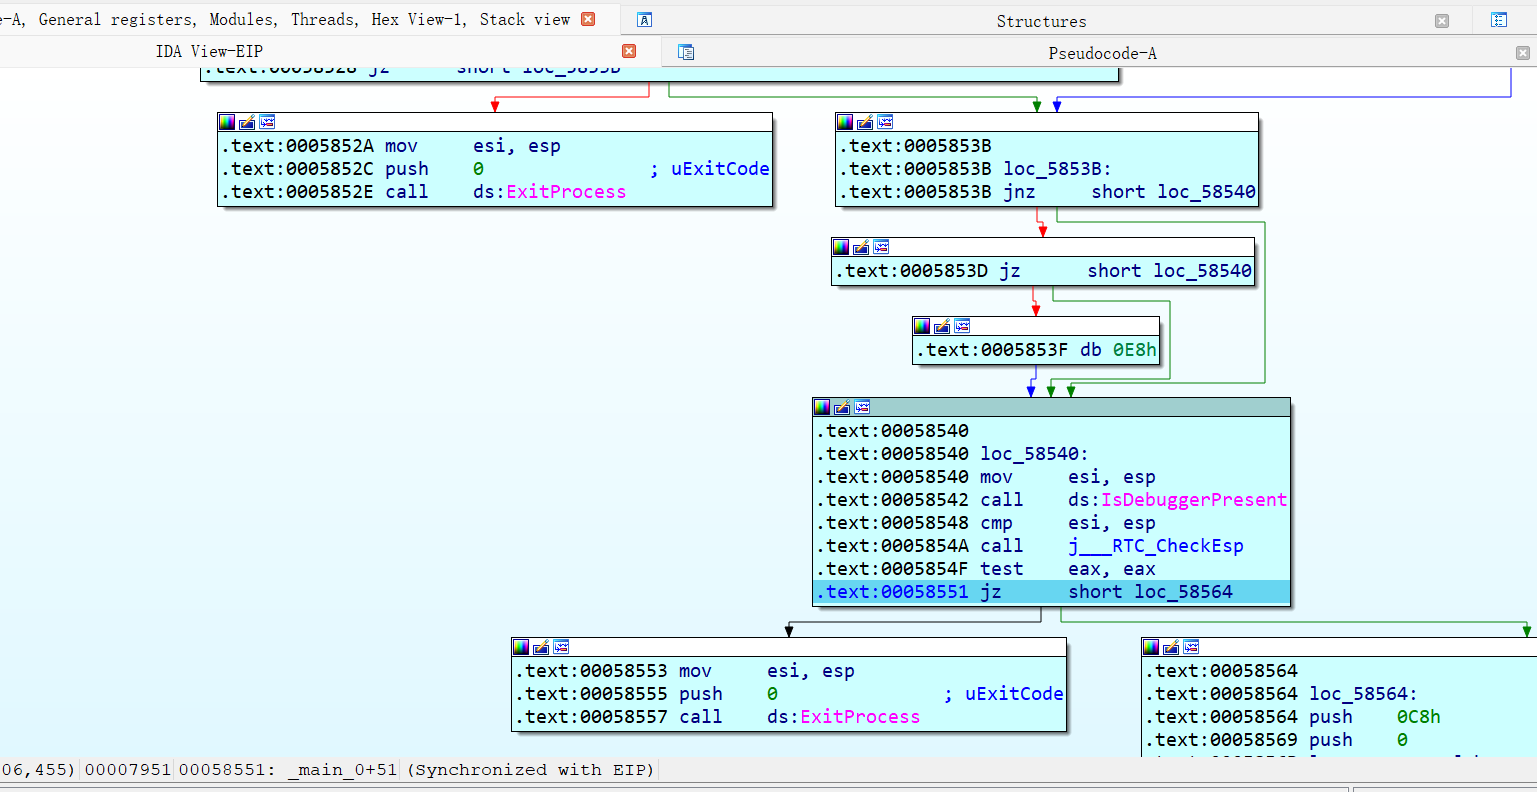 e-A, General registers, Modules, Threads, Hex View-1, Stack view
Structures
IDA View-EIP
Pseudocode-A
.text:00058528 jz short loc_5853B
.text:0005852A mov esi, esp
.text:0005852C push 0 ; uExitCode
.text:0005852E call ds:ExitProcess
.text:0005853B
.text:0005853B loc_5853B:
.text:0005853B jnz short loc_58540
.text:0005853D jz short loc_58540
.text:0005853F db 0E8h
.text:00058540
.text:00058540 loc_58540:
.text:00058540 mov esi, esp
.text:00058542 call ds:IsDebuggerPresent
.text:00058548 cmp esi, esp
.text:0005854A call j___RTC_CheckEsp
.text:0005854F test eax, eax
.text:00058551 jz short loc_58564
.text:00058553 mov esi, esp
.text:00058555 push 0 ; uExitCode
.text:00058557 call ds:ExitProcess
.text:00058564
.text:00058564 loc_58564:
.text:00058564 push 0C8h
.text:00058569 push 0
06,455) 00007951 00058551: _main_0+51 (Synchronized with EIP)